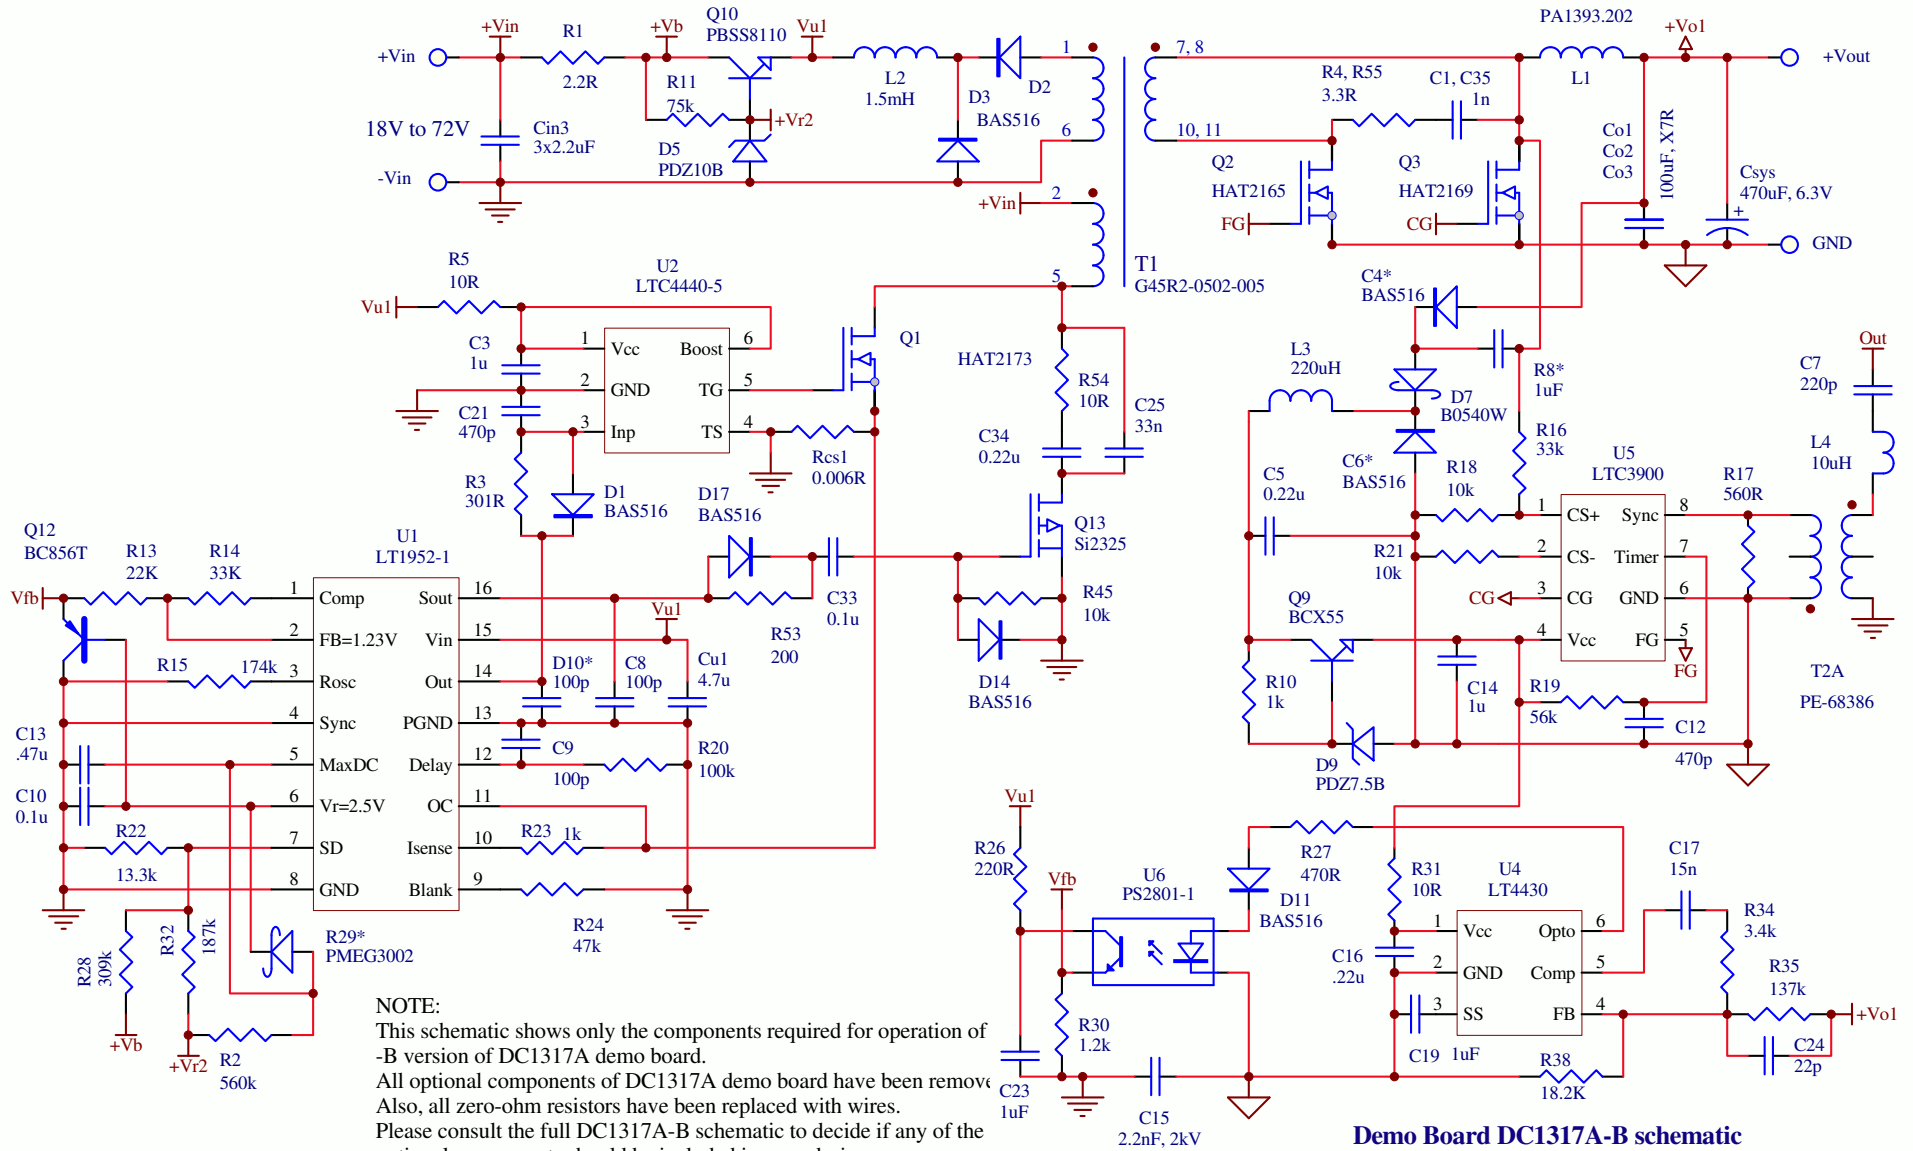 +Vin
+Vin
R1
2.2R
+Vb
Q10
PBSS8110
Vu1
R11
75k
+Vr2
D5
PDZ10B
L2
1.5mH
D3
BAS516
D2
18V to 72V
Cin3
3x2.2uF
-Vin
1
6
+Vin
2
5
T1
G45R2-0502-005
7, 8
10, 11
R4, R55
3.3R
C1, C35
1n
Q2
HAT2165
FG
Q3
HAT2169
CG
PA1393.202
L1
+Vo1
+Vout
Co1
Co2
Co3
100uF, X7R
Csys
470uF, 6.3V
+
GND
R5
10R
Vu1
U2
LTC4440-5
C3
1u
C21
470p
1 Vcc
2 GND
3 Inp
Boost 6
TG 5
TS 4
R3
301R
D1
BAS516
Rcs1
0.006R
Q1
HAT2173
R54
10R
C25
33n
C34
0.22u
Q13
Si2325
D17
BAS516
R53
200
C33
0.1u
R45
10k
D14
BAS516
C4*
BAS516
L3
220uH
D7
B0540W
R8*
1uF
C6*
BAS516
R16
33k
R18
10k
R21
10k
C5
0.22u
Q9
BCX55
R10
1k
D9
PDZ7.5B
C14
1u
R19
56k
C12
470p
U5
LTC3900
1 CS+
2 CS-
3 CG
4 Vcc
Sync 8
Timer 7
GND 6
FG 5
CG
FG
R17
560R
Out
C7
220p
L4
10uH
T2A
PE-68386
Q12
BC856T
Vfb
R13
22K
R14
33K
R15
174k
C13
.47u
C10
0.1u
R22
13.3k
R28
309k
R32
187k
+Vb
+Vr2
R2
560k
R29*
PMEG3002
U1
LT1952-1
1 Comp
2 FB=1.23V
3 Rosc
4 Sync
5 MaxDC
6 Vr=2.5V
7 SD
8 GND
Sout 16
Vin 15
Out 14
PGND 13
Delay 12
OC 11
Isense 10
Blank 9
Vu1
D10*
100p
C8
100p
Cu1
4.7u
C9
100p
R20
100k
R23
1k
R24
47k
Vu1
R26
220R
Vfb
U6
PS2801-1
R30
1.2k
C23
1uF
C15
2.2nF, 2kV
R27
470R
D11
BAS516
R31
10R
C16
.22u
C19
1uF
U4
LT4430
1 Vcc
2 GND
3 SS
Opto 6
Comp 5
FB 4
C17
15n
R34
3.4k
R35
137k
+Vo1
C24
22p
R38
18.2K
NOTE:
This schematic shows only the components required for operation of
-B version of DC1317A demo board.
All optional components of DC1317A demo board have been remove
Also, all zero-ohm resistors have been replaced with wires.
Please consult the full DC1317A-B schematic to decide if any of the
Demo Board DC1317A-B schematic